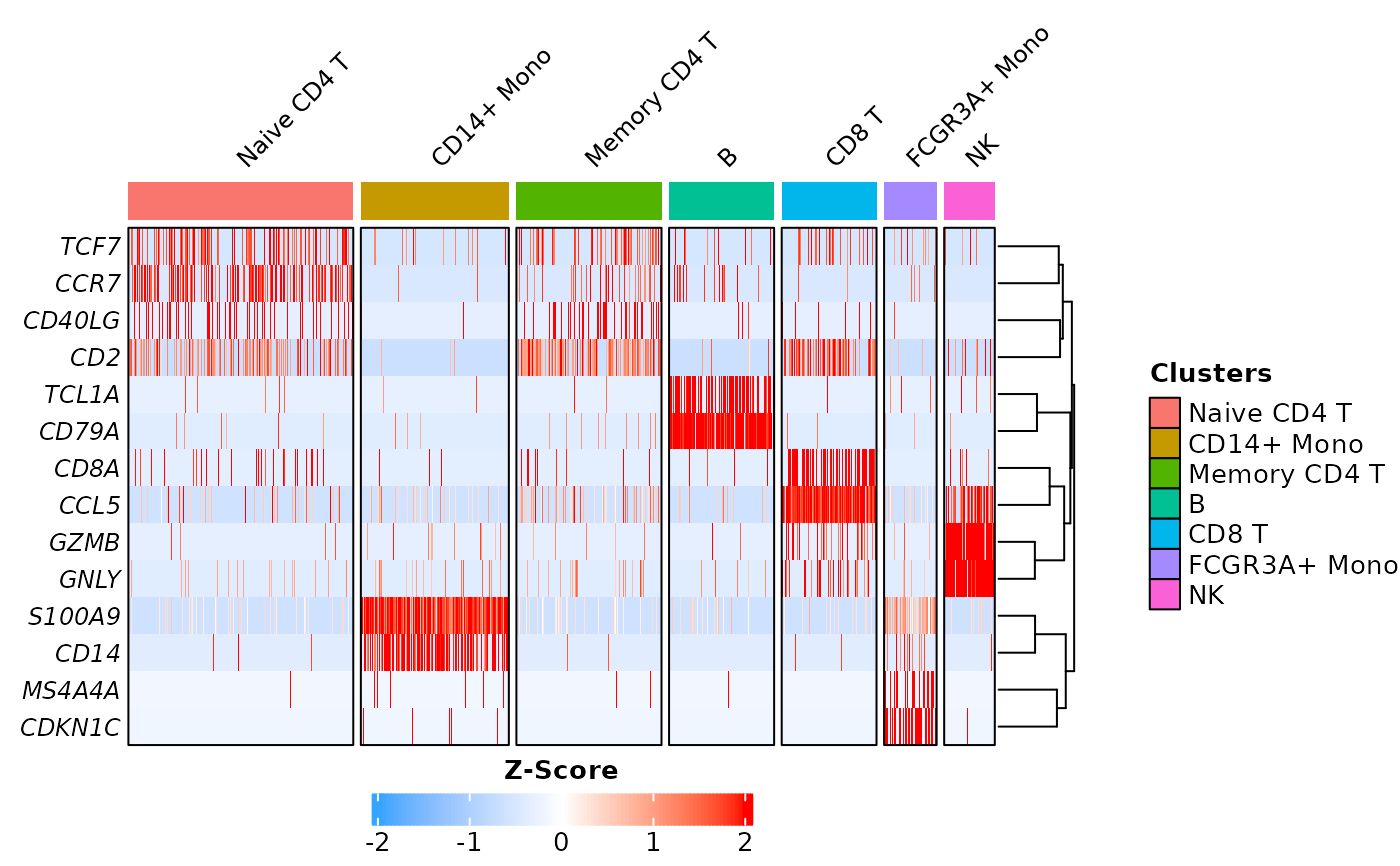 Naive CD4 T
CD14+ Mono
Memory CD4 T
B
CD8 T
FCGR3A+ Mono
NK
TCF7
CCR7
CD40LG
CD2
TCL1A
CD79A
CD8A
CCL5
GZMB
GNLY
S100A9
CD14
MS4A4A
CDKN1C
Clusters
Naive CD4 T
CD14+ Mono
Memory CD4 T
B
CD8 T
FCGR3A+ Mono
NK
Z-Score
-2 -1 0 1 2